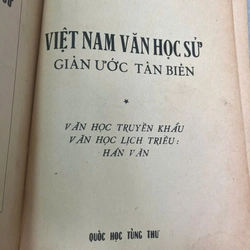 VIỆT NAM VĂN HỌC SỬ
GIẢN ƯỚC TÂN BIÊN
*
VĂN HỌC TRUYỀN KHẨU
VĂN HỌC LỊCH TRIỀU:
HÁN VĂN
QUỐC HỌC TÙNG THƯ